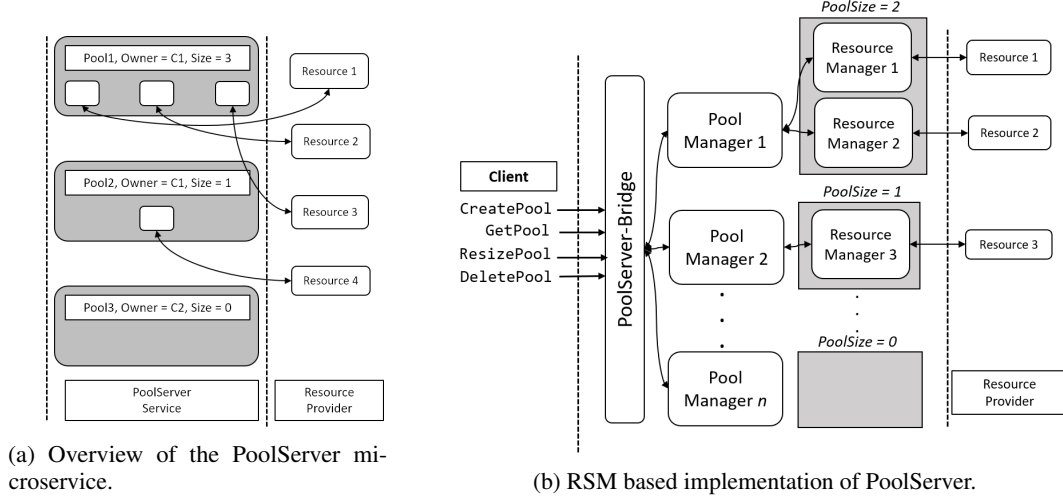 Pool1, Owner = C1, Size = 3
Resource 1
Resource 2
Pool2, Owner = C1, Size = 1
Resource 3
Resource 4
Pool3, Owner = C2, Size = 0
PoolServer
Service
Resource
Provider
(a) Overview of the PoolServer mi-
croservice.
PoolSize = 2
Resource
Manager 1
Resource 1
Pool
Manager 1
Resource
Manager 2
Resource 2
Client
CreatePool
GetPool
ResizePool
DeletePool
PoolServer-Bridge
PoolSize = 1
Pool
Manager 2
Resource
Manager 3
Resource 3
PoolSize = 0
Pool
Manager n
Resource
Provider
(b) RSM based implementation of PoolServer.